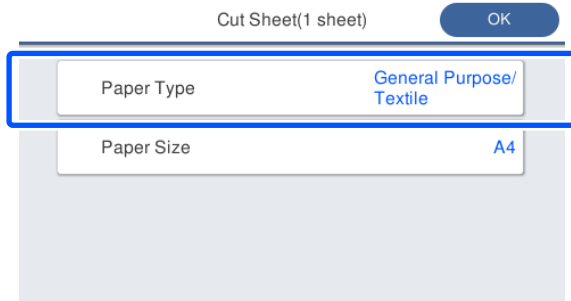 Cut Sheet(1 sheet)
OK
Paper Type
General Purpose/
Textile
Paper Size
A4